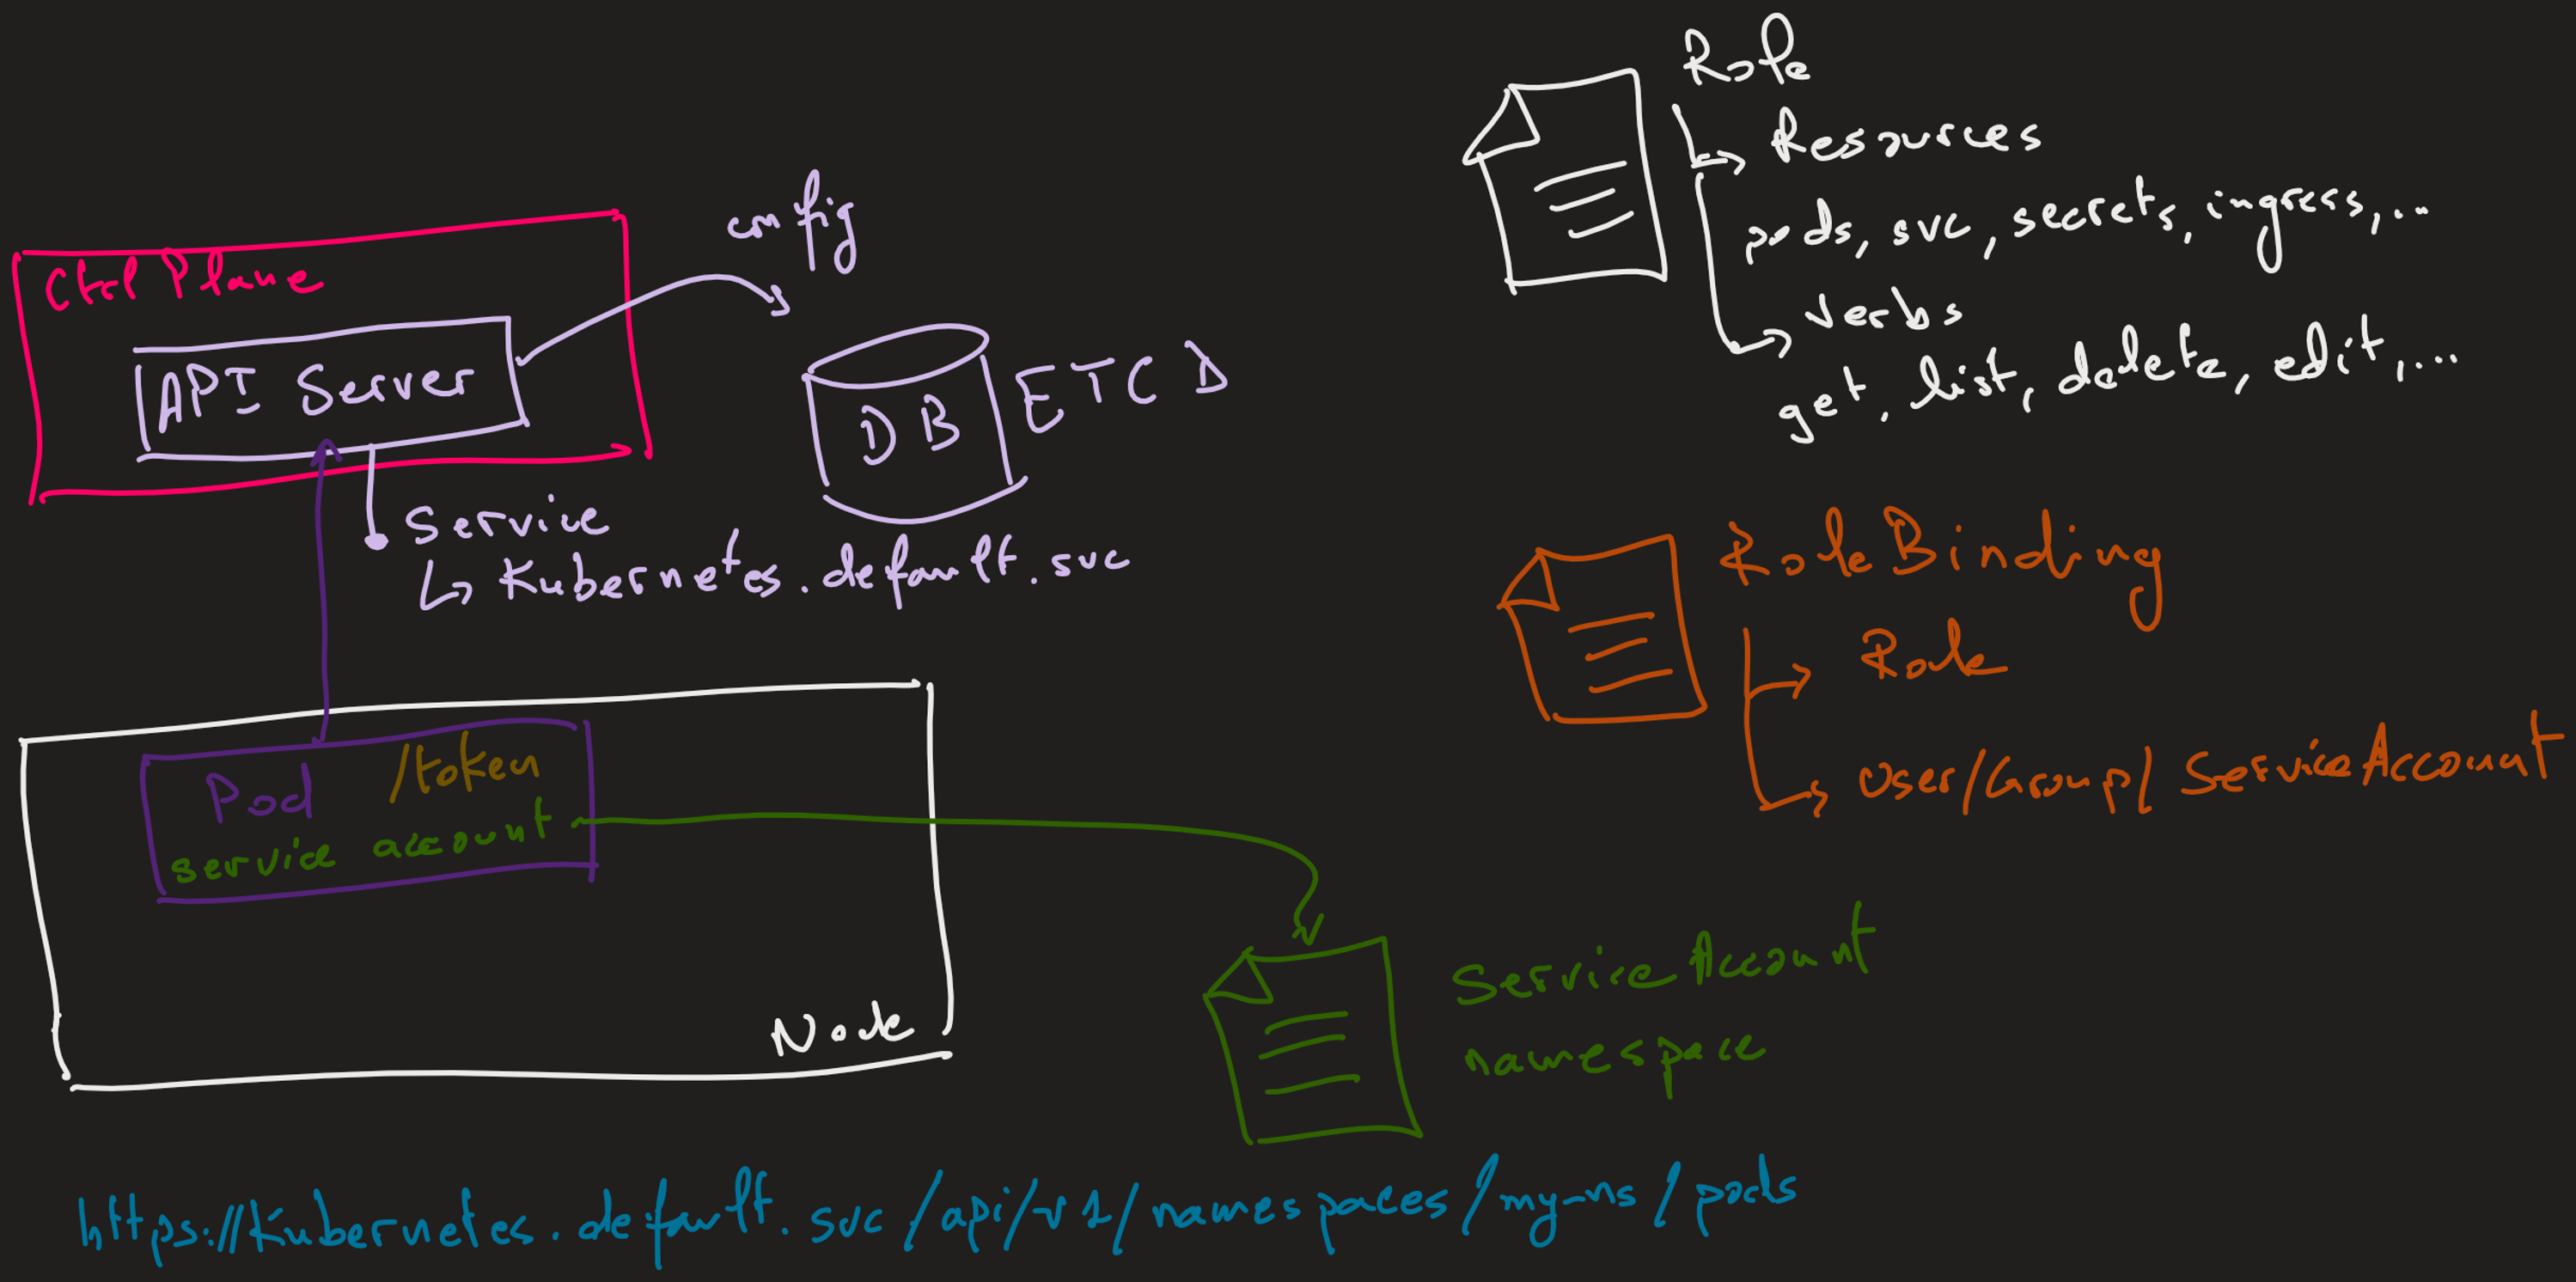 Ctrl Plane
API Server
config
DB
ETCD
Service
Kubernetes.default.svc
Pod
/token
service account
Node
Role
Resources
pods, svc, secrets, ingress,...
Verbs
get, list, delete, edit,...
RoleBinding
Role
User/Group/ServiceAccount
ServiceAccount
namespace
https://Kubernetes.default.svc/api/v1/namespaces/my-ns/pods